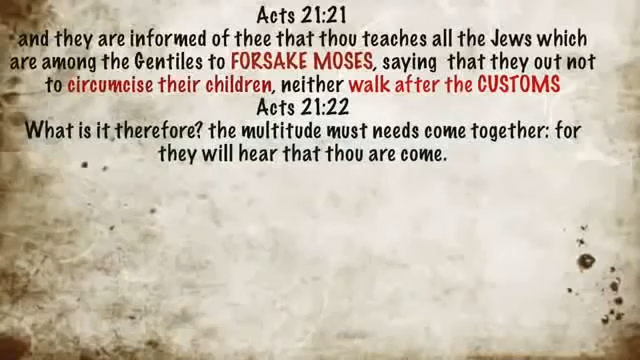 Acts 21:21
and they are informed of thee that thou teaches all the Jews which
are among the Gentiles to FORSAKE MOSES, saying that they out not
to circumcise their children, neither walk after the CUSTOMS
Acts 21:22
What is it therefore? the multitude must needs come together: for
they will hear that thou are come.